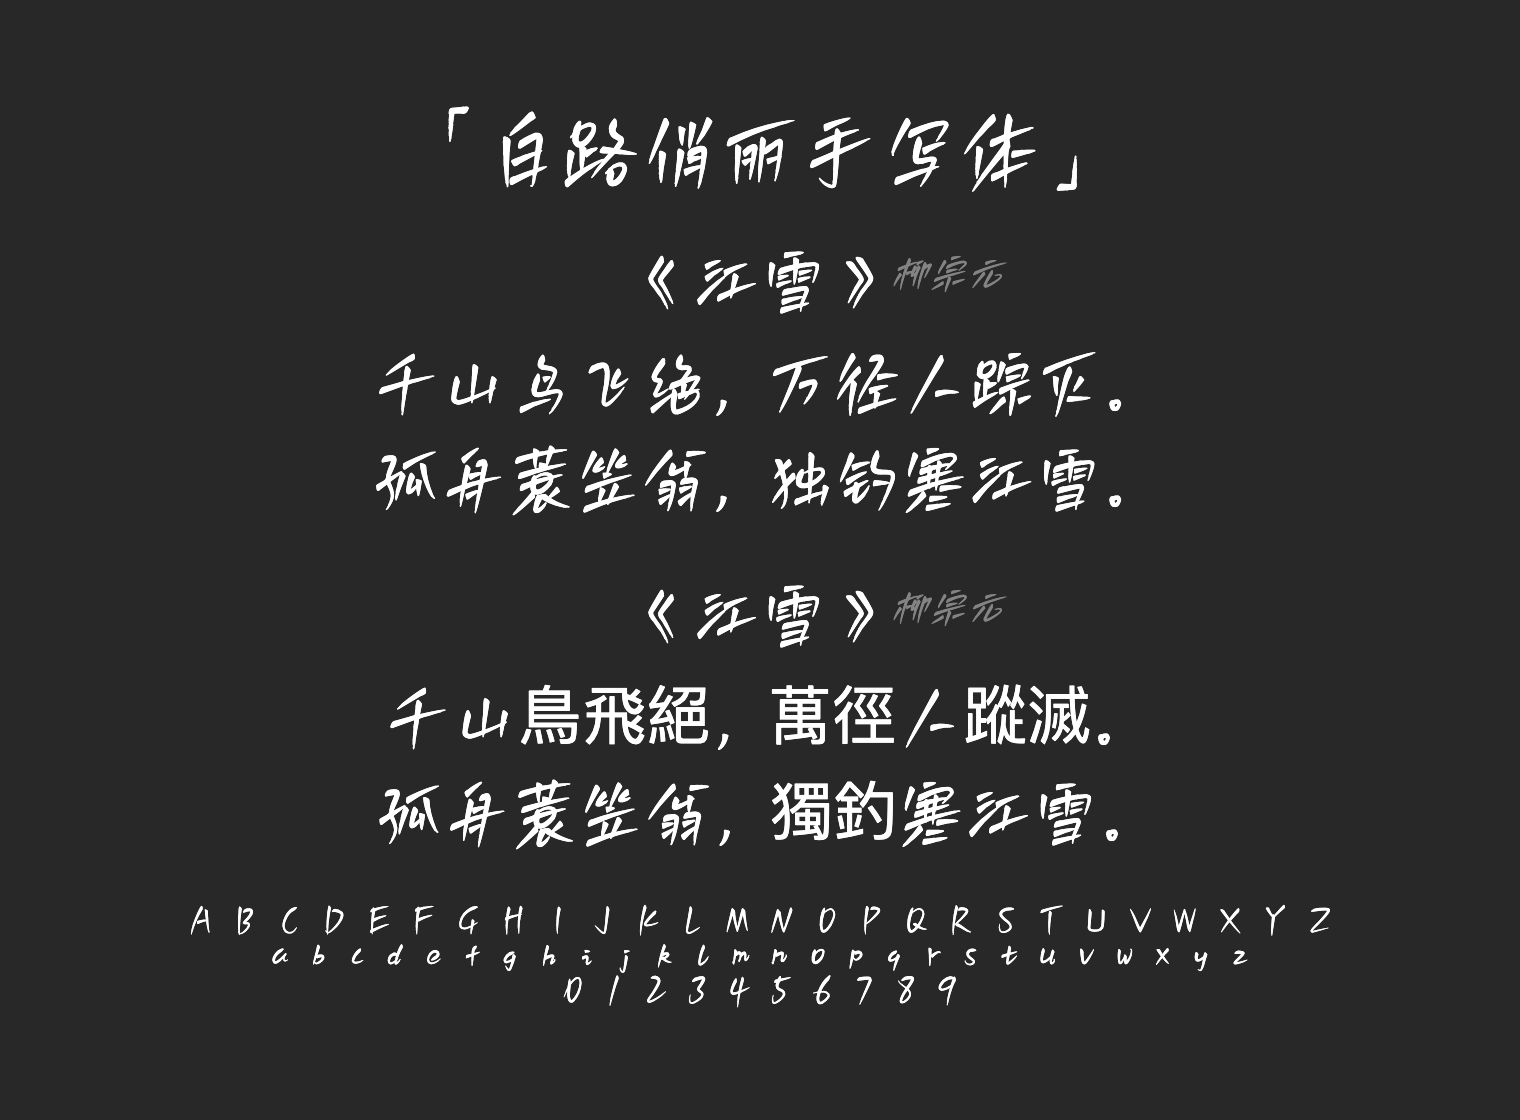 「白路俏丽手写体」
《江雪》柳宗元
千山鸟飞绝，万径人踪灭。
孤舟蓑笠翁，独钓寒江雪。
《江雪》柳宗元
千山鳥飛絕，萬徑人蹤滅。
孤舟蓑笠翁，獨釣寒江雪。
A B C D E F G H I J K L M N O P Q R S T U V W X Y Z
a b c d e f g h i j k l m n o p q r s t u v w x y z
0 1 2 3 4 5 6 7 8 9